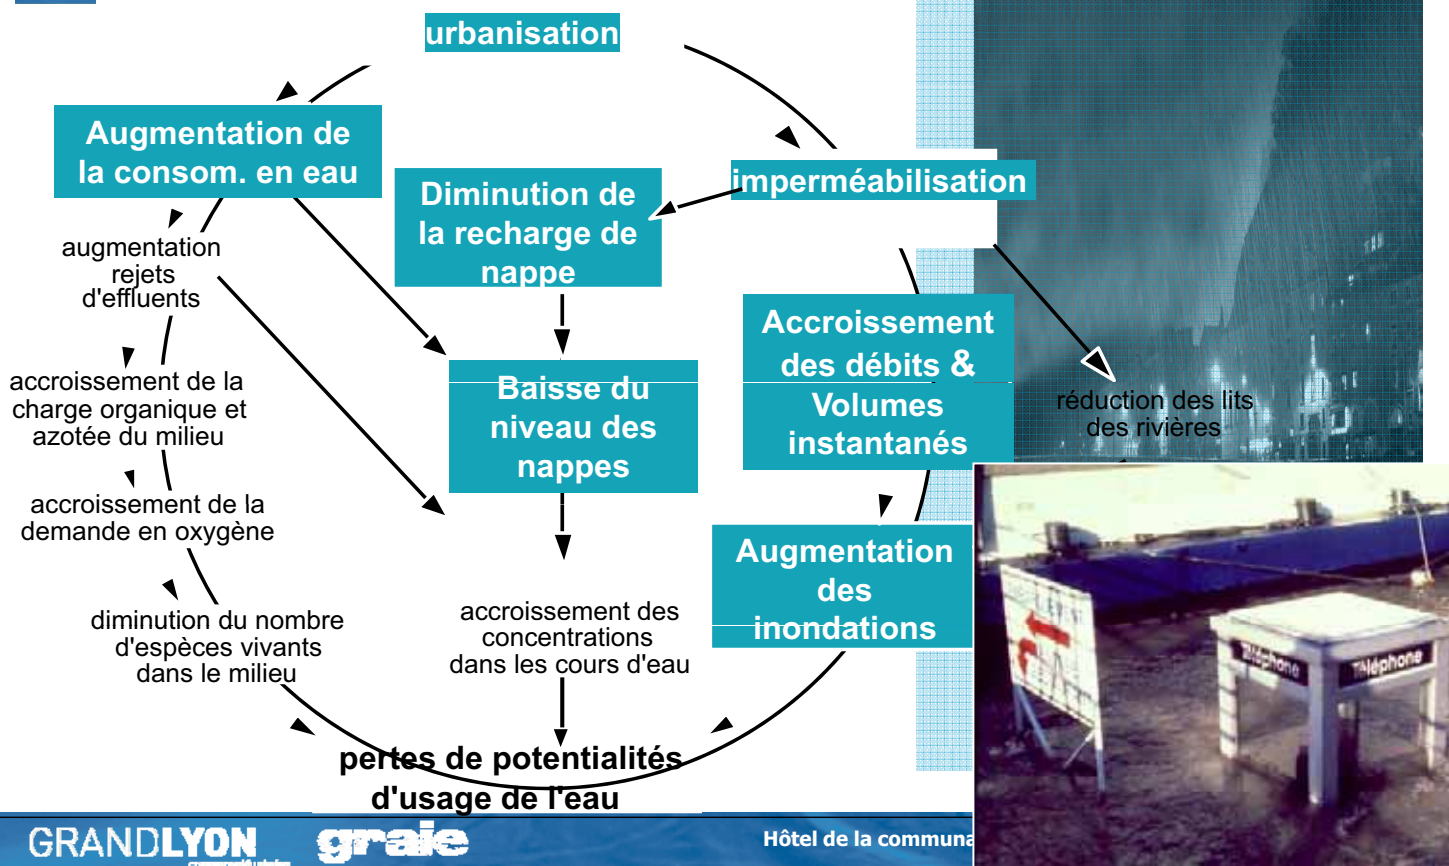 urbanisation
Augmentation de
la consom. en eau
imperméabilisation
Diminution de
la recharge de
nappe
augmentation
rejets
d'effluents
Accroissement
des débits &
Volumes
instantanés
accroissement de la
charge organique et
azotée du milieu
Baisse du
niveau des
nappes
réduction des lits
des rivières
accroissement de la
demande en oxygène
Augmentation
des
inondations
diminution du nombre
d'espèces vivants
dans le milieu
accroissement des
concentrations
dans les cours d'eau
Téléphone
Téléphone
pertes de potentialités
d'usage de l'eau
GRANDLYON
graie
Hôtel de la communa